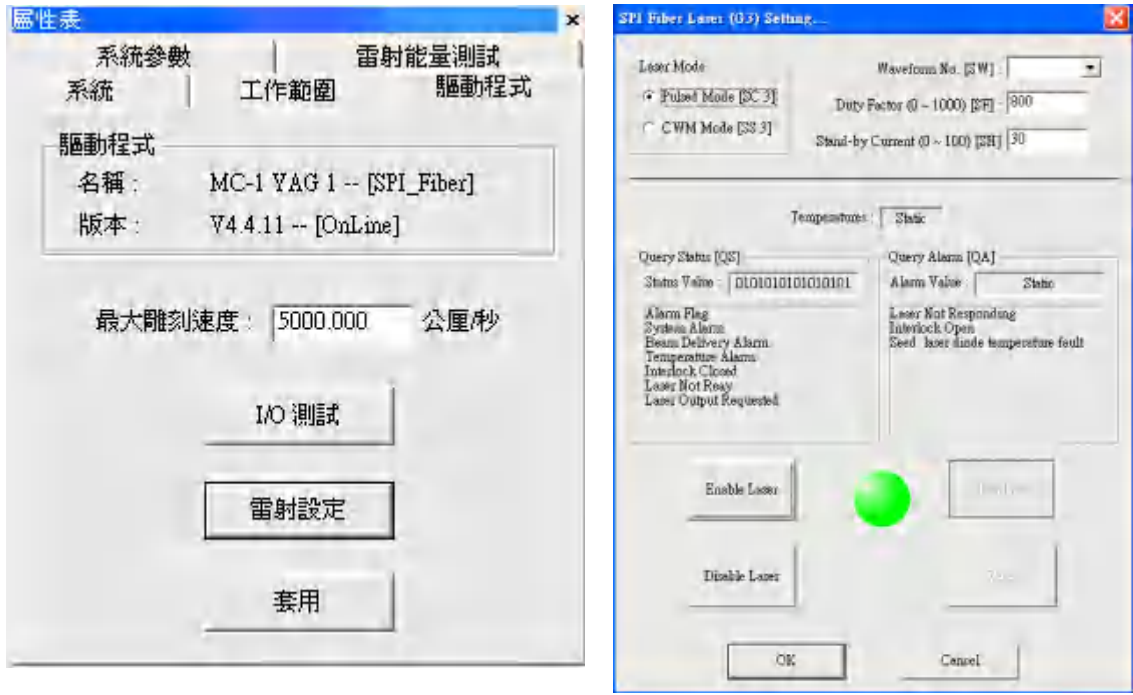 屬性表
系統參數 雷射能量測試
系統 工作範圍 驅動程式
驅動程式
名稱 : MC-1 YAG 1 -- [SPI_Fiber]
版本 : V4.4.11 -- [OnLine]
最大雕刻速度 : 5000.000 公厘/秒
I/O 測試
雷射設定
套用
SPI Fiber Laser (G3) Setting...
Laser Mode
Pulsed Mode [SC 3]
CWM Mode [SS 3]
Waveform No. [SW] :
Duty Factor (0 ~ 1000) [SF] : 800
Stand-by Current (0 ~ 100) [SH] 30
Temperatures : Static
Query Status [QS]
Status Value : 0101010101010101
Alarm Flag
System Alarm
Beam Delivery Alarm
Temperature Alarm
Interlock Closed
Laser Not Reay
Laser Output Requested
Query Alarm [QA]
Alarm Value : Static
Laser Not Responding
Interlock Open
Seed laser diode temperature fault
Enable Laser
Disable Laser
OK
Cancel